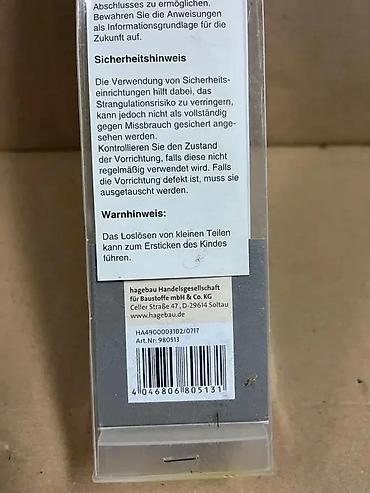 Abschlusses zu ermöglichen.
Bewahren Sie die Anweisungen
als Informationsgrundlage für die
Zukunft auf.
Sicherheitshinweis
Die Verwendung von Sicherheits-
einrichtungen hilft dabei, das
Strangulationsrisiko zu verringern,
kann jedoch nicht als vollständig
gegen Missbrauch gesichert ange-
sehen werden.
Kontrollieren Sie den Zustand
der Vorrichtung, falls diese nicht
regelmäßig verwendet wird. Falls
die Vorrichtung defekt ist, muss sie
ausgetauscht werden.
Warnhinweis:
Das Loslösen von kleinen Teilen
kann zum Ersticken des Kindes
führen.
hagebau Handelsgesellschaft
für Baustoffe mbH & Co. KG
Celler Straße 47, D-29614 Soltau
www.hagebau.de
HA4900003102/0717
Art.Nr: 980513
4 046806 805131